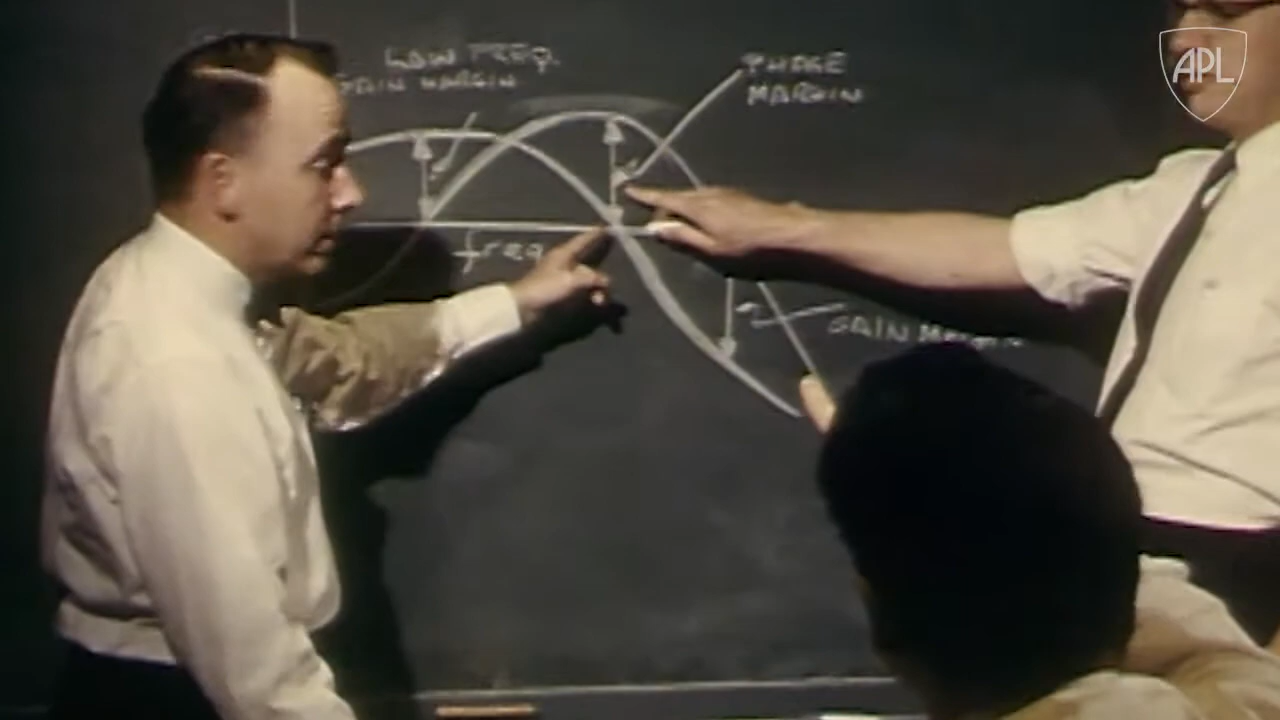 LOW FREQ.
GAIN MARGIN
PHASE
MARGIN
freq
GAIN MARGIN
APL